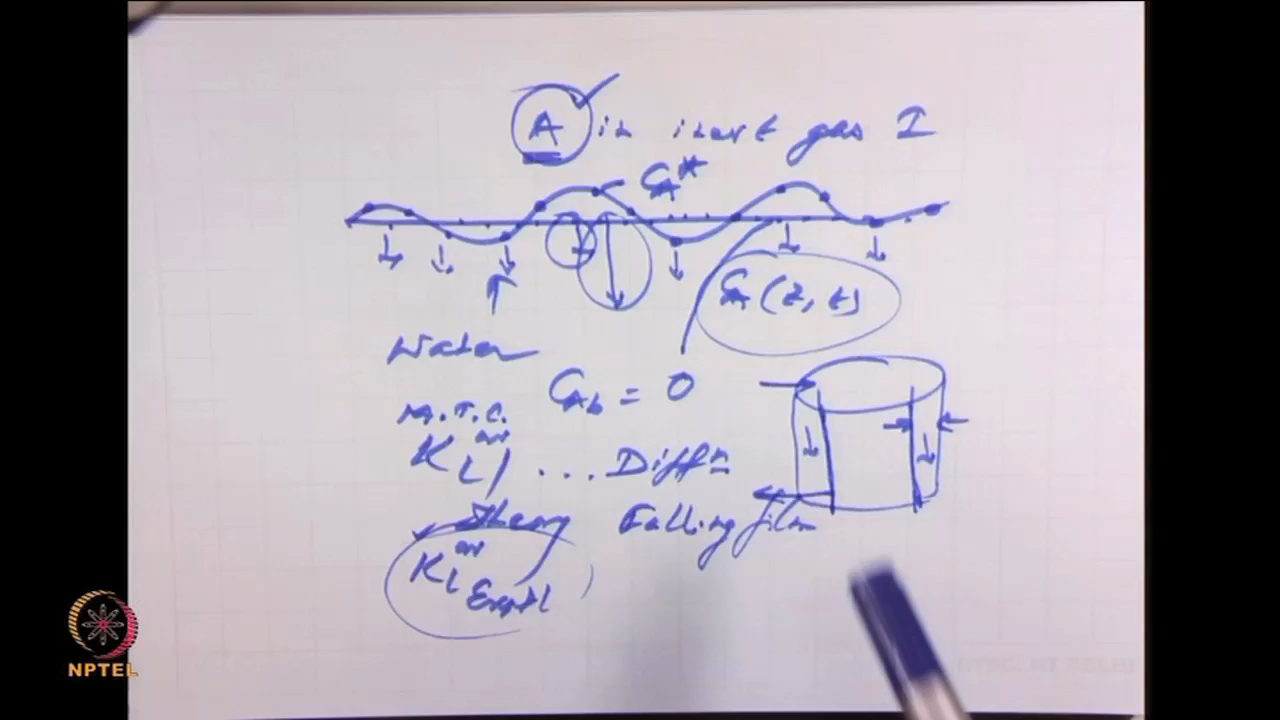 A in inert gas I
C_A*
C_A (z, t)
Water
C_Ab = 0
M.T.C.
K_L^av ... Diffn
Theory Falling film
K_L^av Exptl
NPTEL